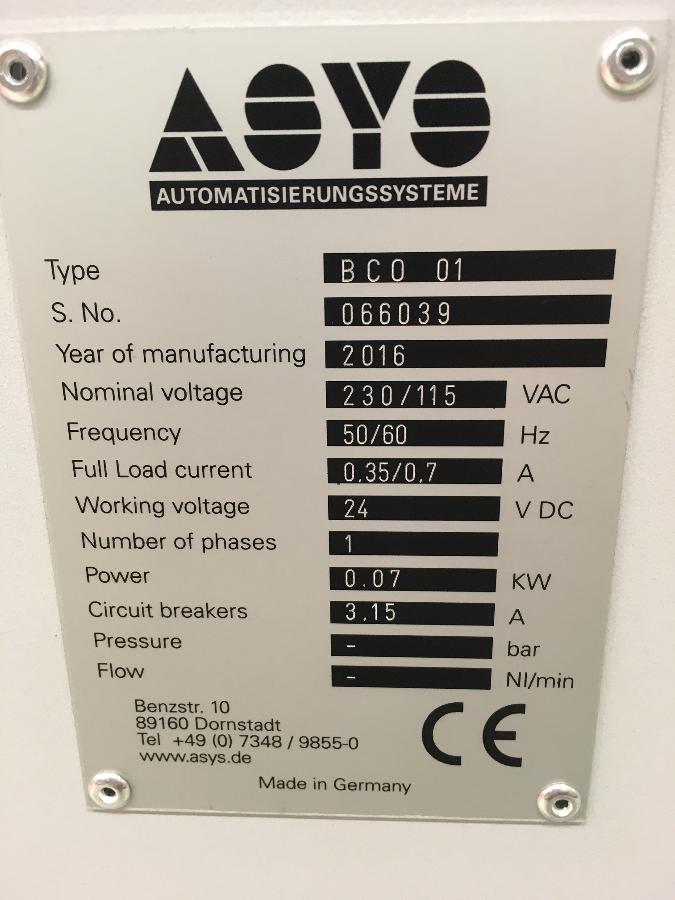 ASYS
AUTOMATISIERUNGSSYSTEME
Type BCO 01
S. No. 066039
Year of manufacturing 2016
Nominal voltage 230/115 VAC
Frequency 50/60 Hz
Full Load current 0.35/0.7 A
Working voltage 24 V DC
Number of phases 1
Power 0.07 KW
Circuit breakers 3.15 A
Pressure - bar
Flow - Nl/min
Benzstr. 10
89160 Dornstadt
Tel +49 (0) 7348 / 9855-0
www.asys.de
CE
Made in Germany